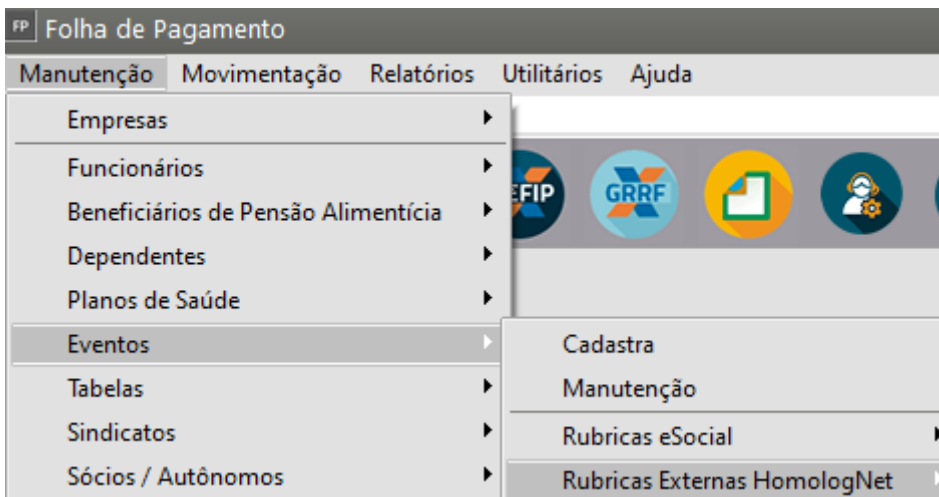 FP Folha de Pagamento
Manutenção Movimentação Relatórios Utilitários Ajuda
Empresas
Funcionários
EFIP GRRF
Beneficiários de Pensão Alimentícia
Dependentes
Planos de Saúde
Eventos
Cadastra
Tabelas
Manutenção
Sindicatos
Rubricas eSocial
Sócios / Autônomos
Rubricas Externas HomologNet